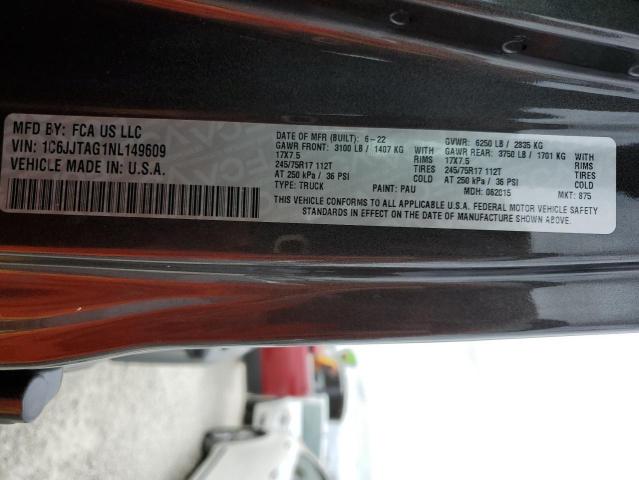 MFD BY: FCA US LLC
VIN: 1C6JJTAG1NL149609
VEHICLE MADE IN U.S.A.
DATE OF MFR (BUILT): 6-22 GVWR: 6250 LB / 2835 KG
GAWR FRONT: 3100 LB / 1407 KG WITH GAWR REAR: 3750 LB / 1701 KG WITH
17X7.5 RIMS 17X7.5 RIMS
245/75R17 112T TIRES 245/75R17 112T TIRES
AT 250 kPa / 36 PSI COLD AT 250 kPa / 36 PSI COLD
TYPE: TRUCK PAINT: PAU MDH: 062015 MKT: 875
THIS VEHICLE CONFORMS TO ALL APPLICABLE U.S.A. FEDERAL MOTOR VEHICLE SAFETY
STANDARDS IN EFFECT ON THE DATE OF MANUFACTURE SHOWN ABOVE.